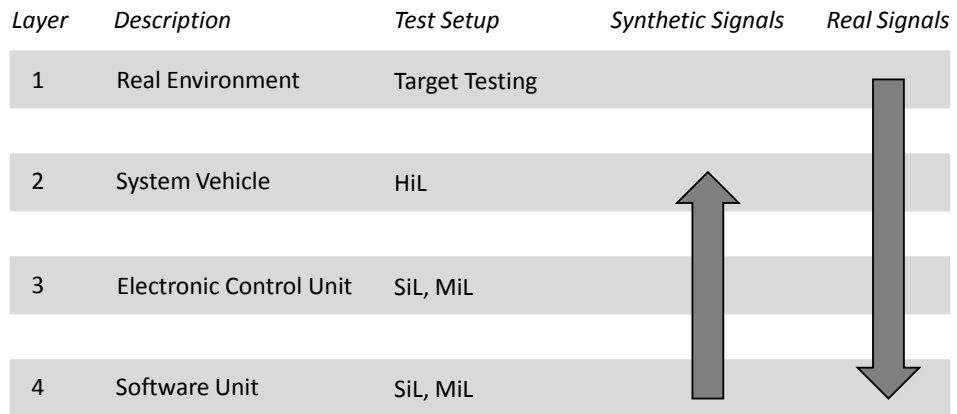 Layer Description Test Setup Synthetic Signals Real Signals
1 Real Environment Target Testing
2 System Vehicle HiL
3 Electronic Control Unit SiL, MiL
4 Software Unit SiL, MiL